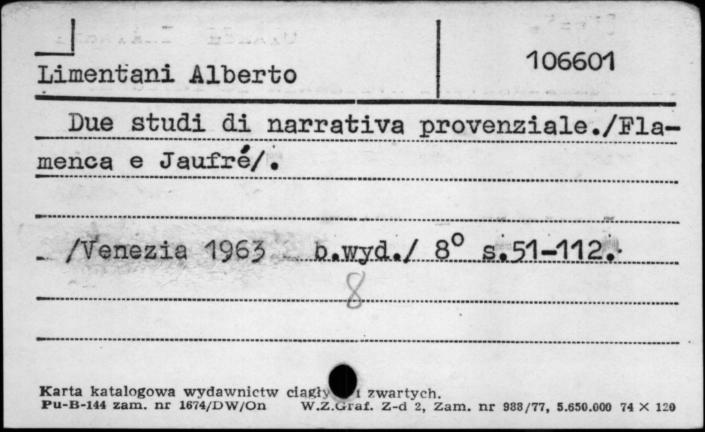 Limentani Alberto
106601
Due studi di narrativa provenziale./Fla-
menca e Jaufré/.
/Venezia 1963 b.wyd./ 8° s.51-112.
8
Karta katalogowa wydawnictw i zwartych.
Pu-B-144 zam. nr 1674/DW/On W.Z.Graf. Z-d 2, Zam. nr 988/77, 5.650.000 74 X 120